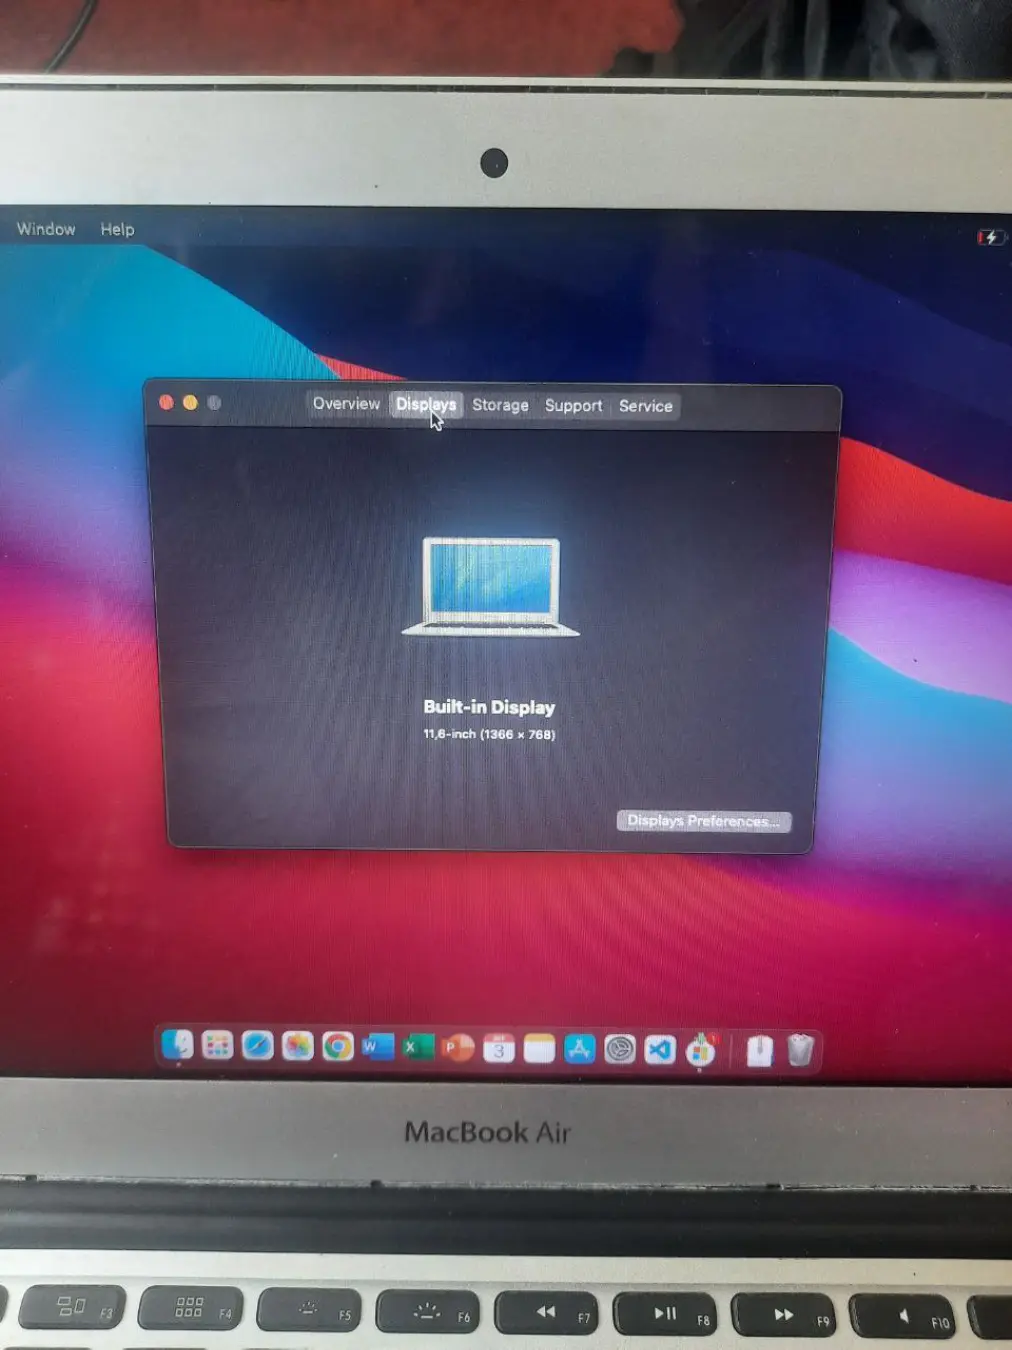 Window Help
Overview Displays Storage Support Service
Built-in Display
11,6-inch (1366 × 768)
Displays Preferences...
W X P 3
1
MacBook Air
F3 F4 F5 F6 F7 F8 F9 F10